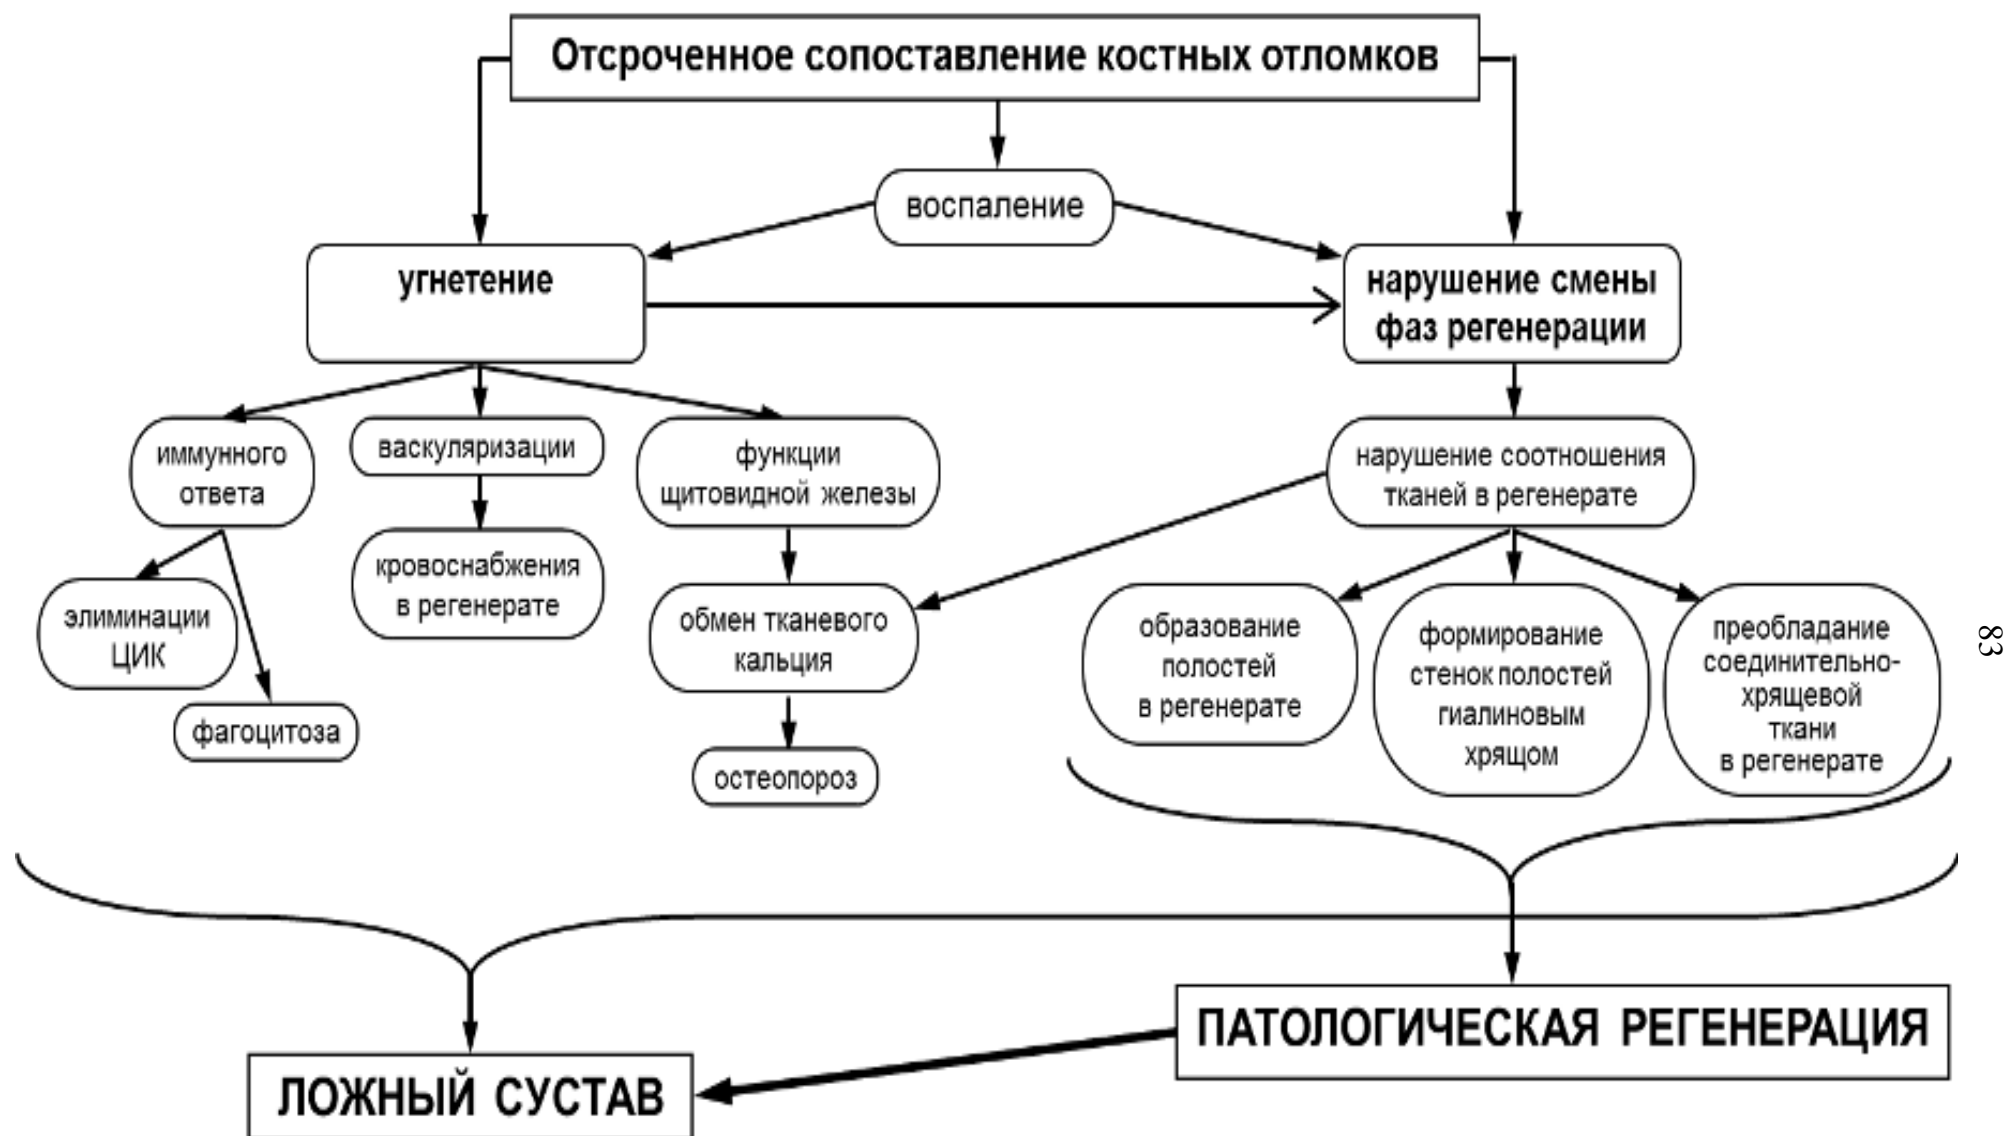 Отсроченное сопоставление костных отломков
воспаление
угнетение
нарушение смены
фаз регенерации
иммунного
ответа
васкуляризации
функции
щитовидной железы
нарушение соотношения
тканей в регенерате
элиминации
ЦИК
фагоцитоза
кровоснабжения
в регенерате
обмен тканевого
кальция
остеопороз
образование
полостей
в регенерате
формирование
стенок полостей
гиалиновым
хрящом
преобладание
соединительно-
хрящевой
ткани
в регенерате
83
ПАТОЛОГИЧЕСКАЯ РЕГЕНЕРАЦИЯ
ЛОЖНЫЙ СУСТАВ